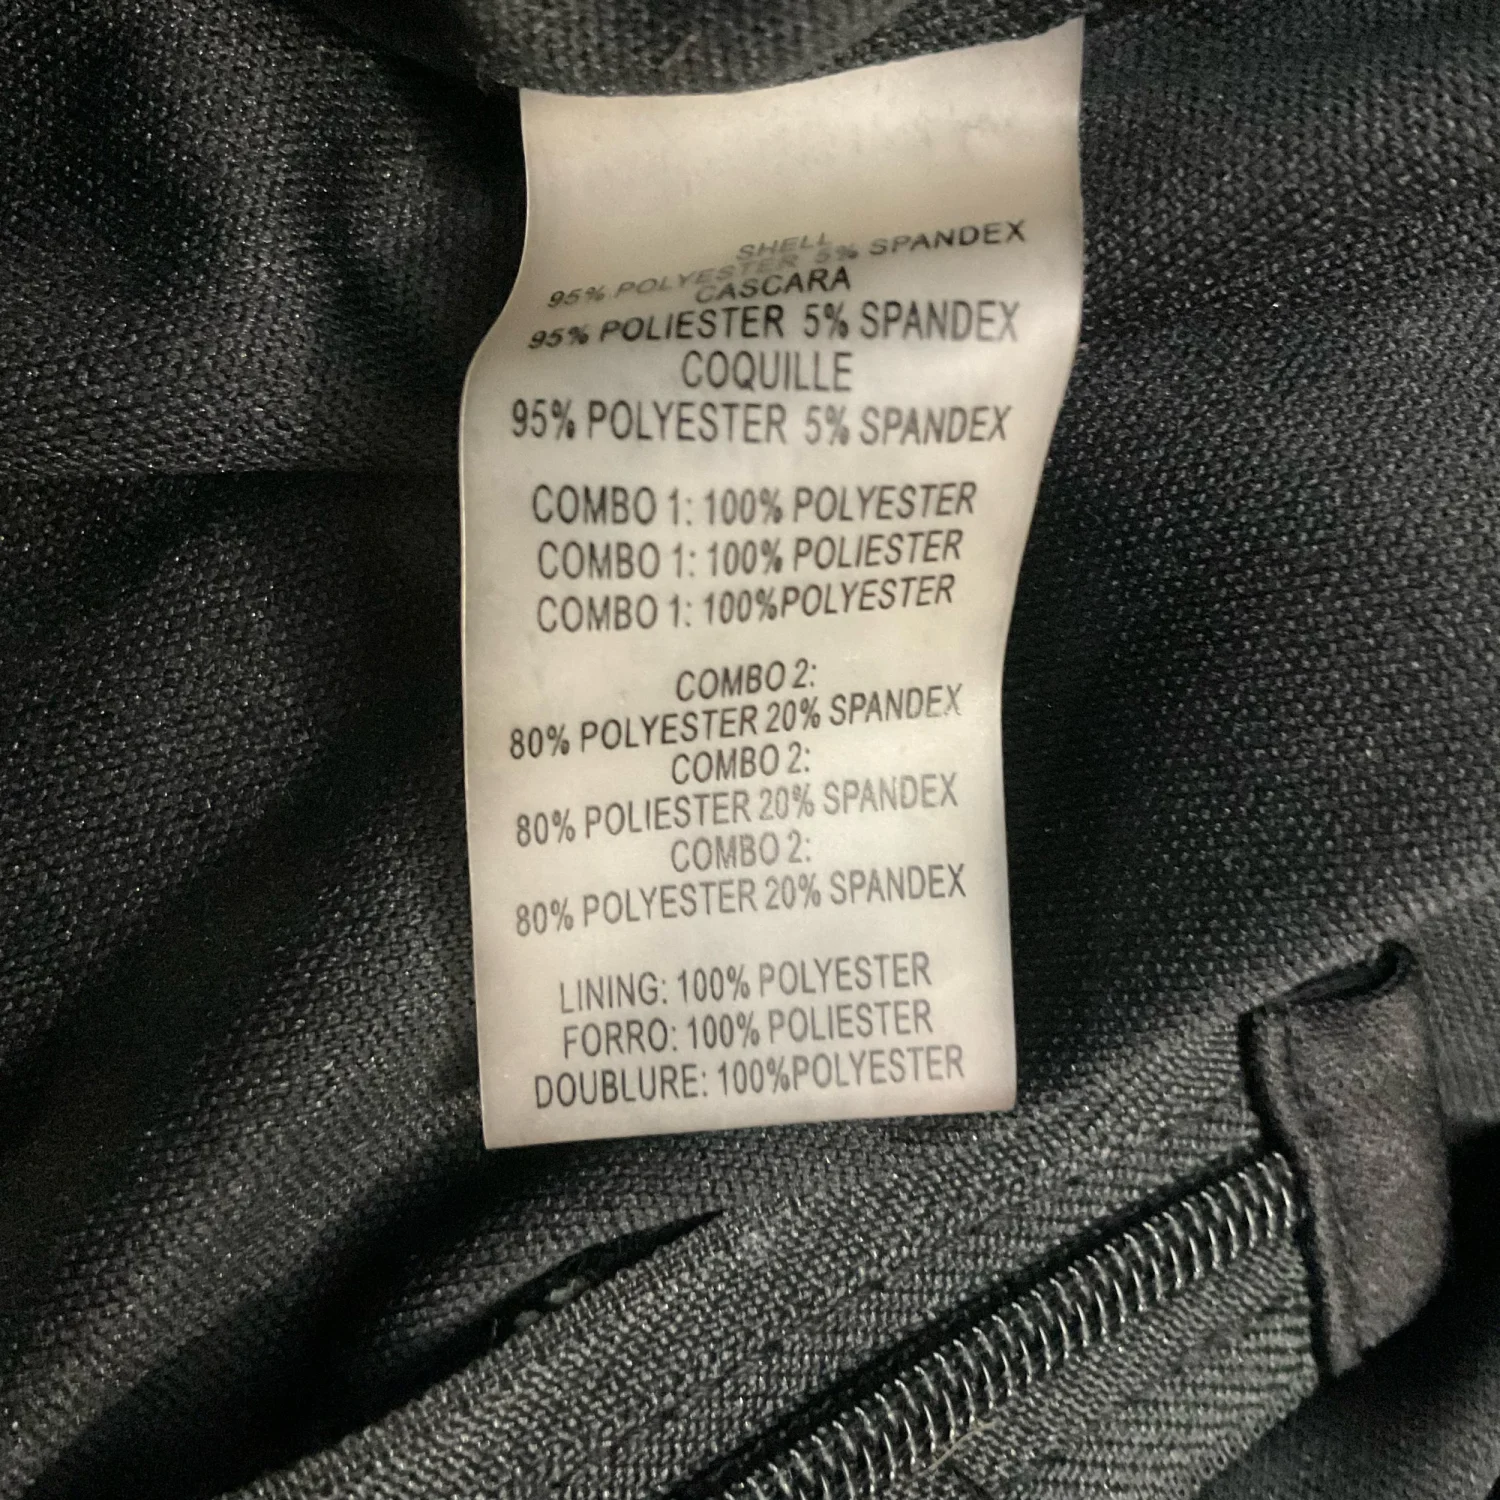 SHELL
95% POLYESTER 5% SPANDEX
CASCARA
95% POLIESTER 5% SPANDEX
COQUILLE
95% POLYESTER 5% SPANDEX
COMBO 1: 100% POLYESTER
COMBO 1: 100% POLIESTER
COMBO 1: 100%POLYESTER
COMBO 2:
80% POLYESTER 20% SPANDEX
COMBO 2:
80% POLIESTER 20% SPANDEX
COMBO 2:
80% POLYESTER 20% SPANDEX
LINING: 100% POLYESTER
FORRO: 100% POLIESTER
DOUBLURE: 100%POLYESTER